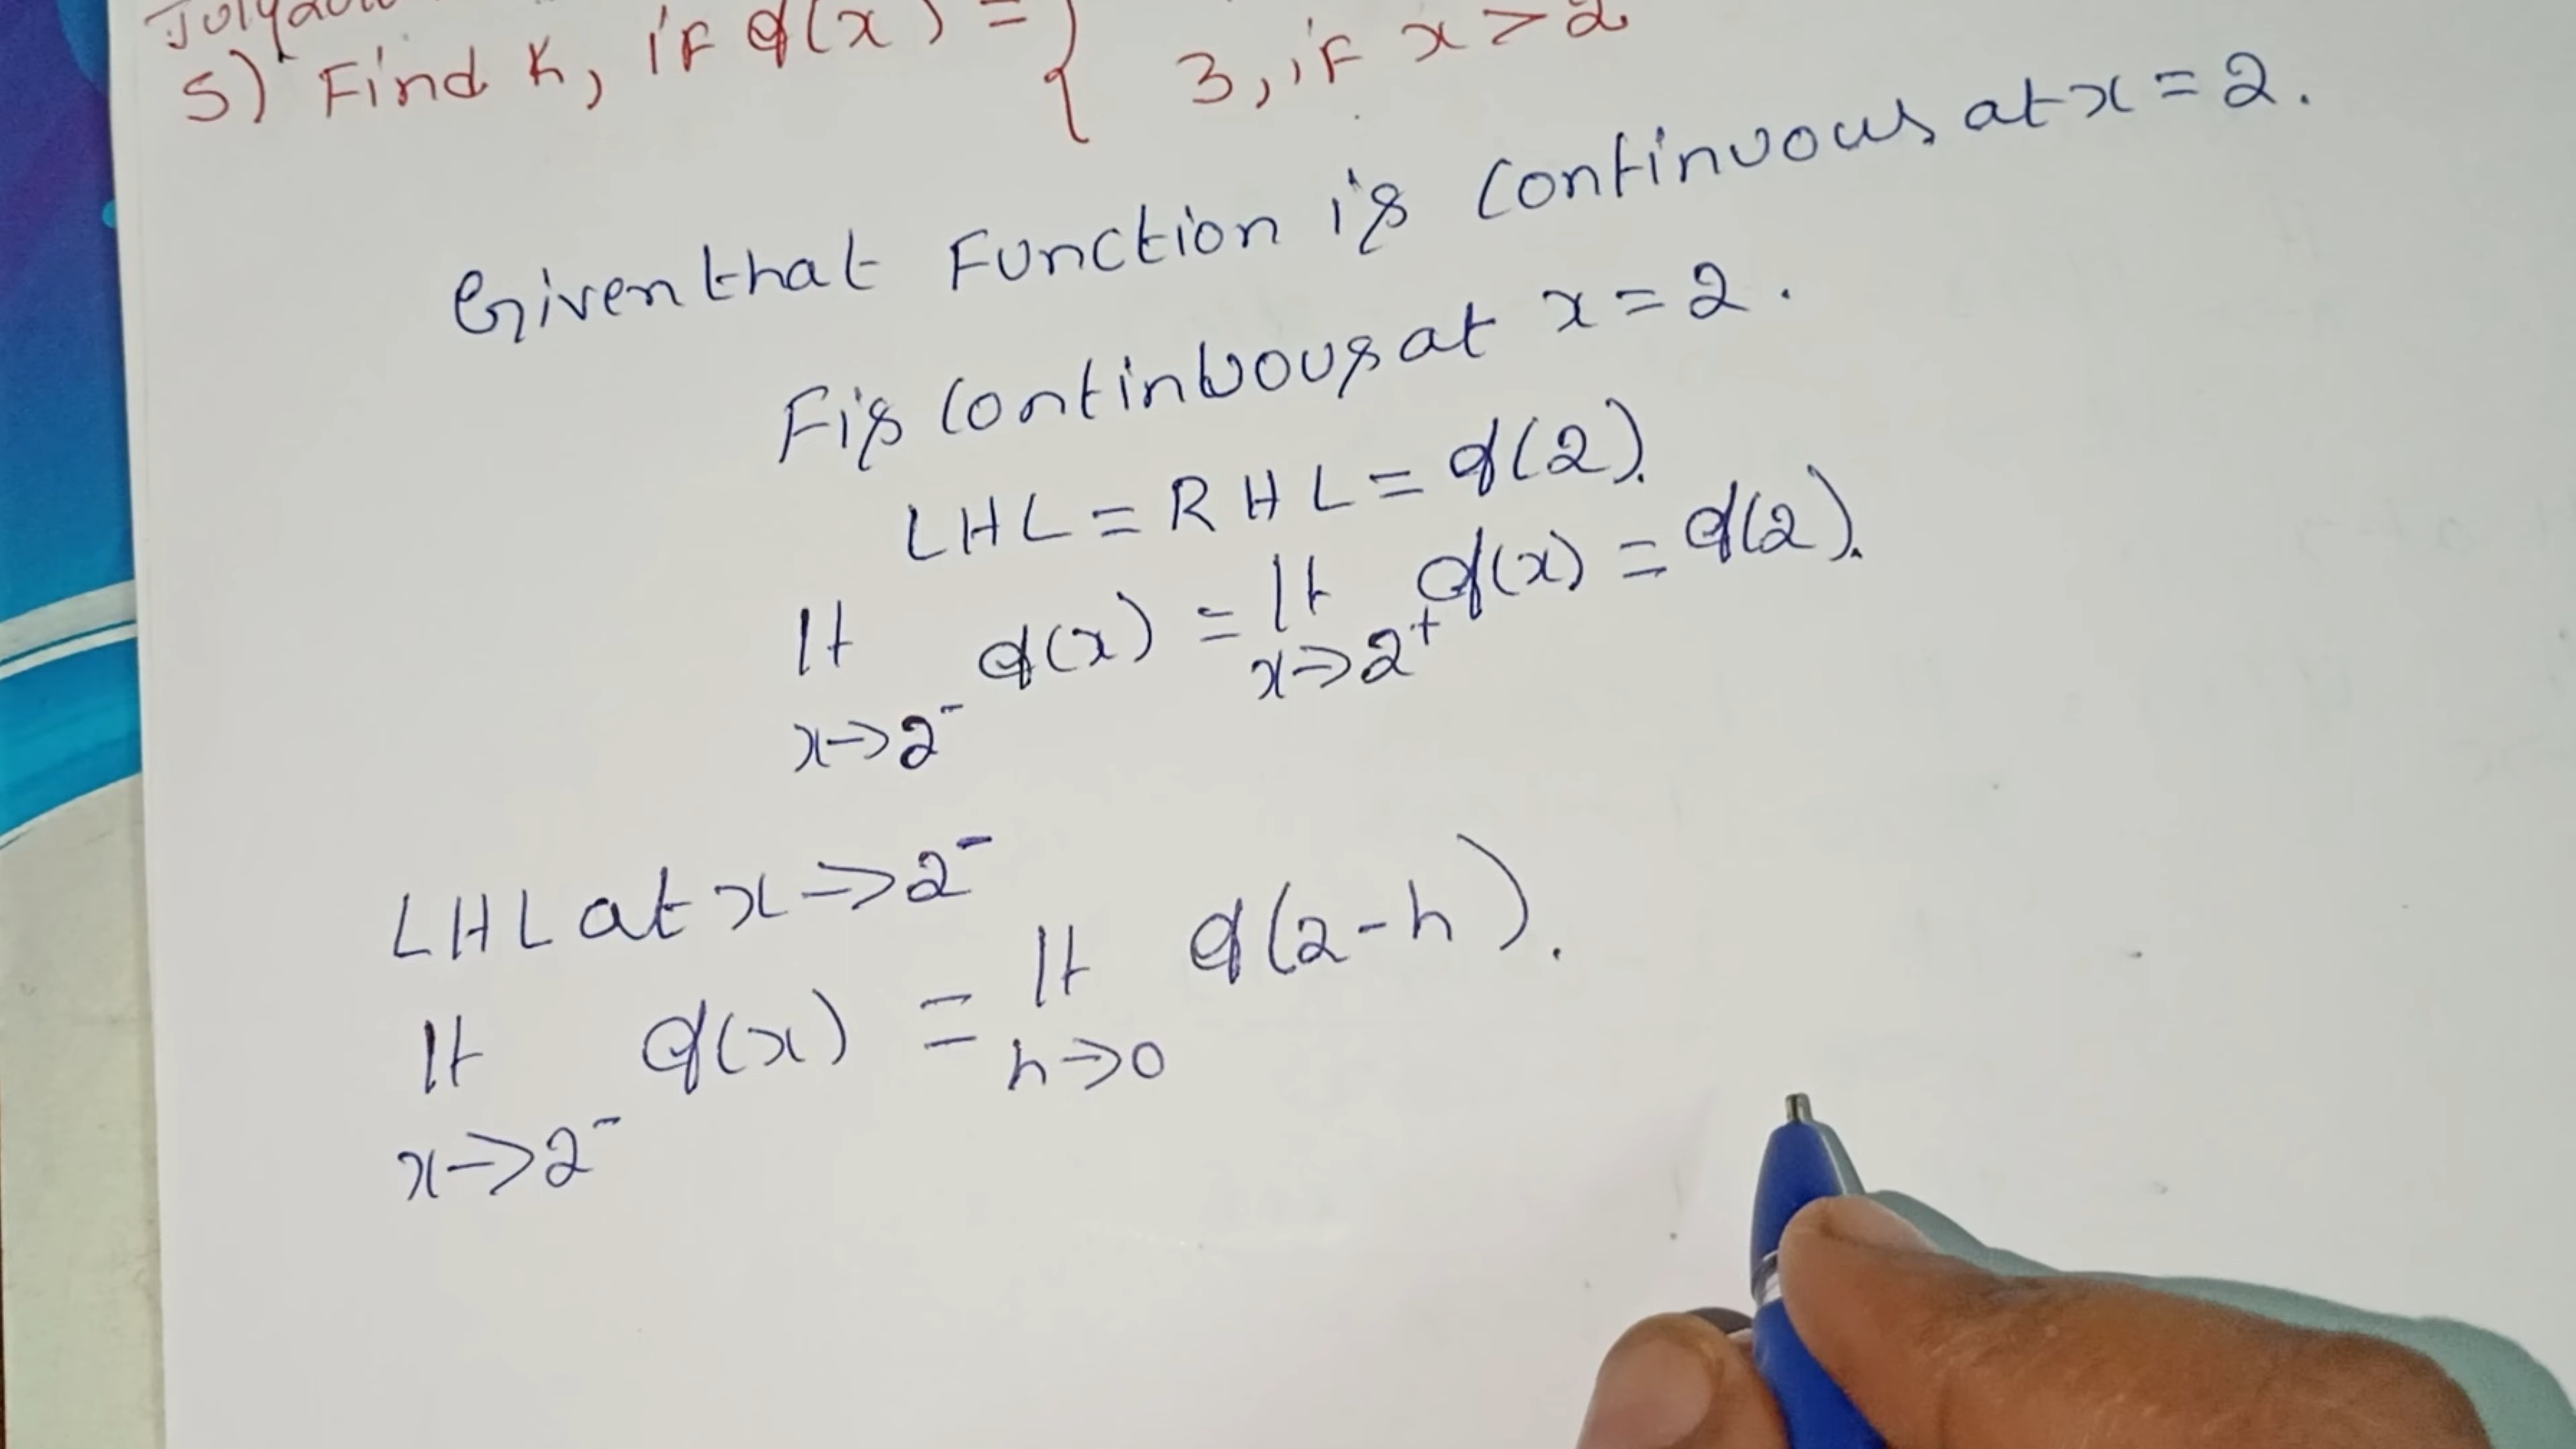 5) Find K, if f(x) = {
3, if x > 2
Given that Function is continuous at x = 2.
F is continuous at x = 2.
LHL = RHL = f(2).
lt f(x) = lt f(x) = f(2).
x→2⁻ x→2⁺
LHL at x→2⁻
lt f(x) = lt f(2-h).
x→2⁻ h→0